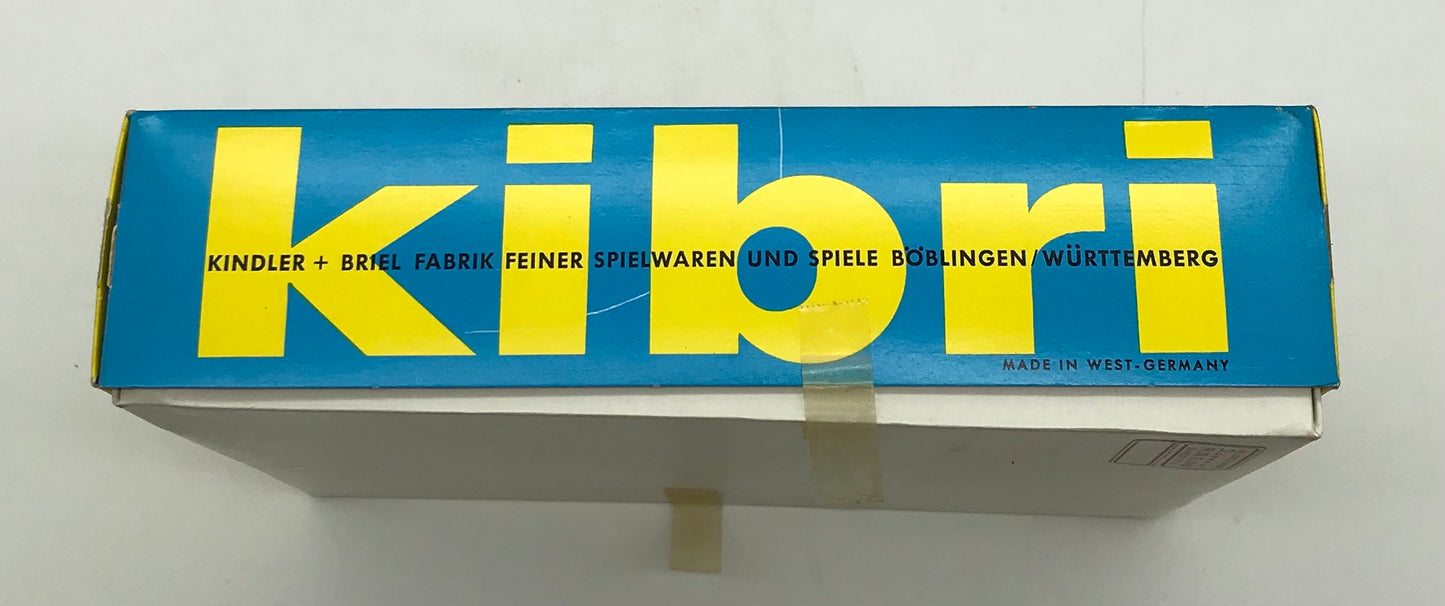 kibri
KINDLER + BRIEL FABRIK FEINER SPIELWAREN UND SPIELE BÖBLINGEN/WÜRTTEMBERG
MADE IN WEST-GERMANY